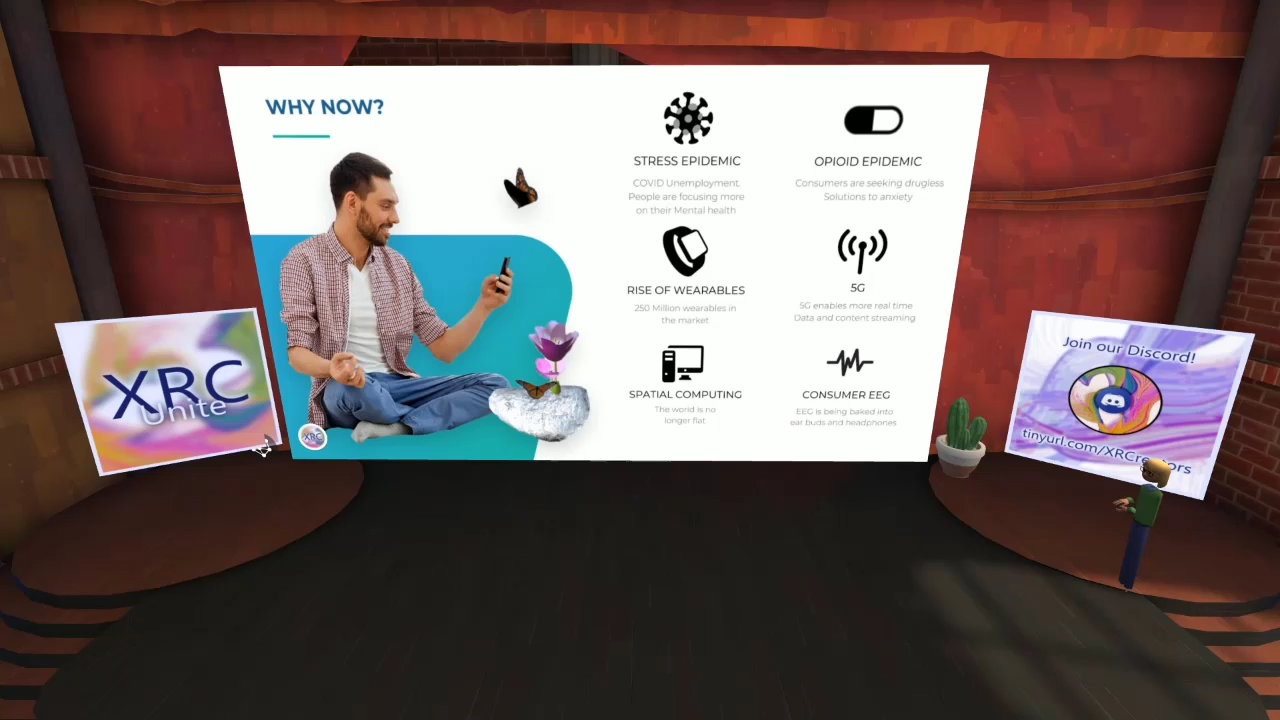 WHY NOW?
STRESS EPIDEMIC
COVID Unemployment.
People are focusing more
on their Mental health
OPIOID EPIDEMIC
Consumers are seeking drugless
Solutions to anxiety
RISE OF WEARABLES
250 Million wearables in
the market
5G
5G enables more real time
Data and content streaming
SPATIAL COMPUTING
The world is no
longer flat
CONSUMER EEG
EEG is being baked into
ear buds and headphones
XRC
XRC
Unite
Join our Discord!
tinyurl.com/XRCreators